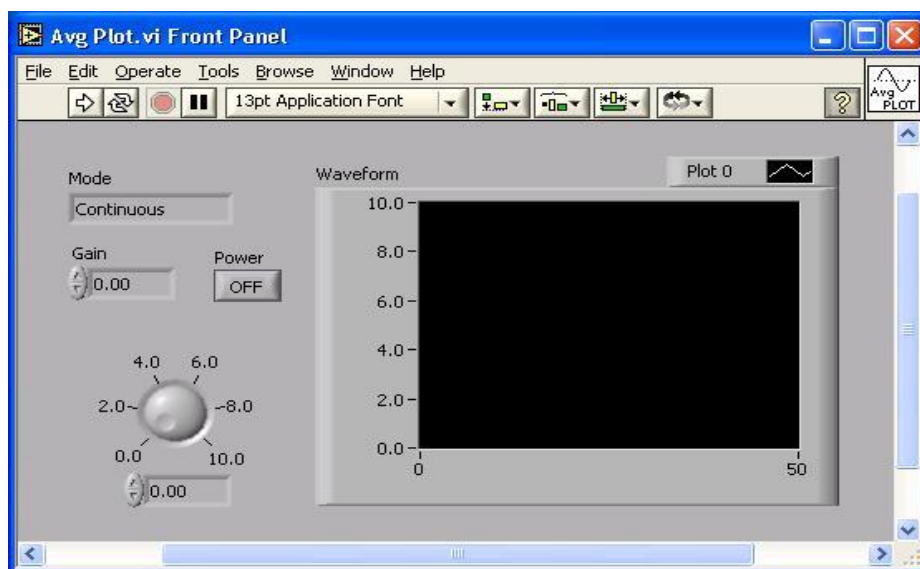 Avg Plot.vi Front Panel
File Edit Operate Tools Browse Window Help
13pt Application Font
?
Avg
PLOT
Mode
Continuous
Gain
0.00
Power
OFF
4.0 6.0
2.0 8.0
0.0 10.0
0.00
Waveform
Plot 0
10.0
8.0
6.0
4.0
2.0
0.0
0 50